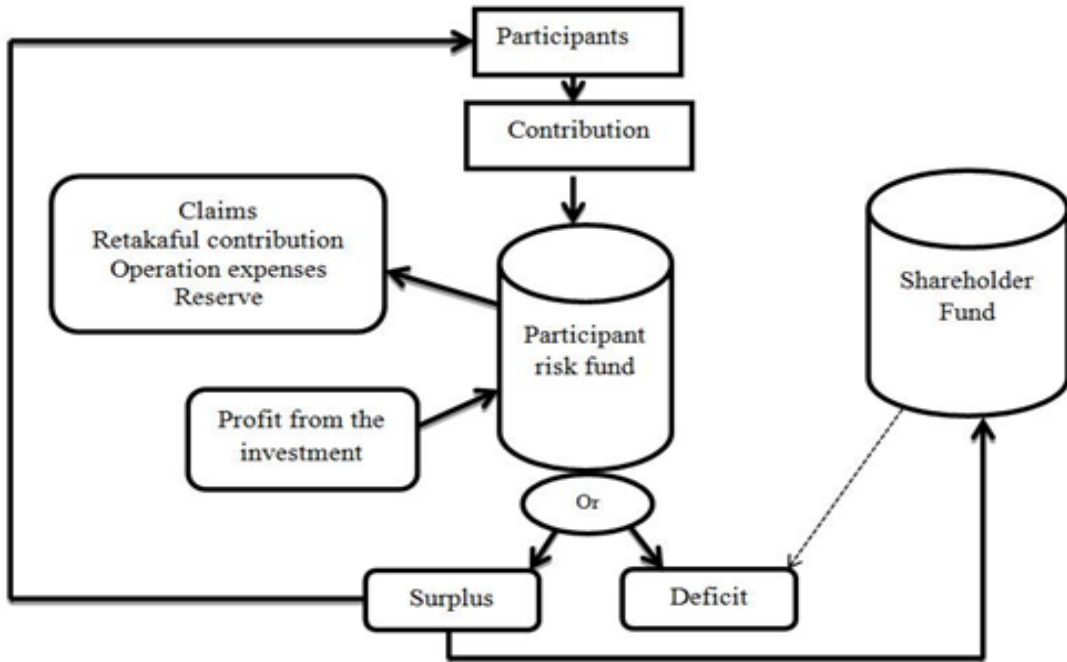 Participants
Contribution
Claims
Retakaful contribution
Operation expenses
Reserve
Shareholder
Fund
Participant
risk fund
Profit from the
investment
Or
Surplus
Deficit